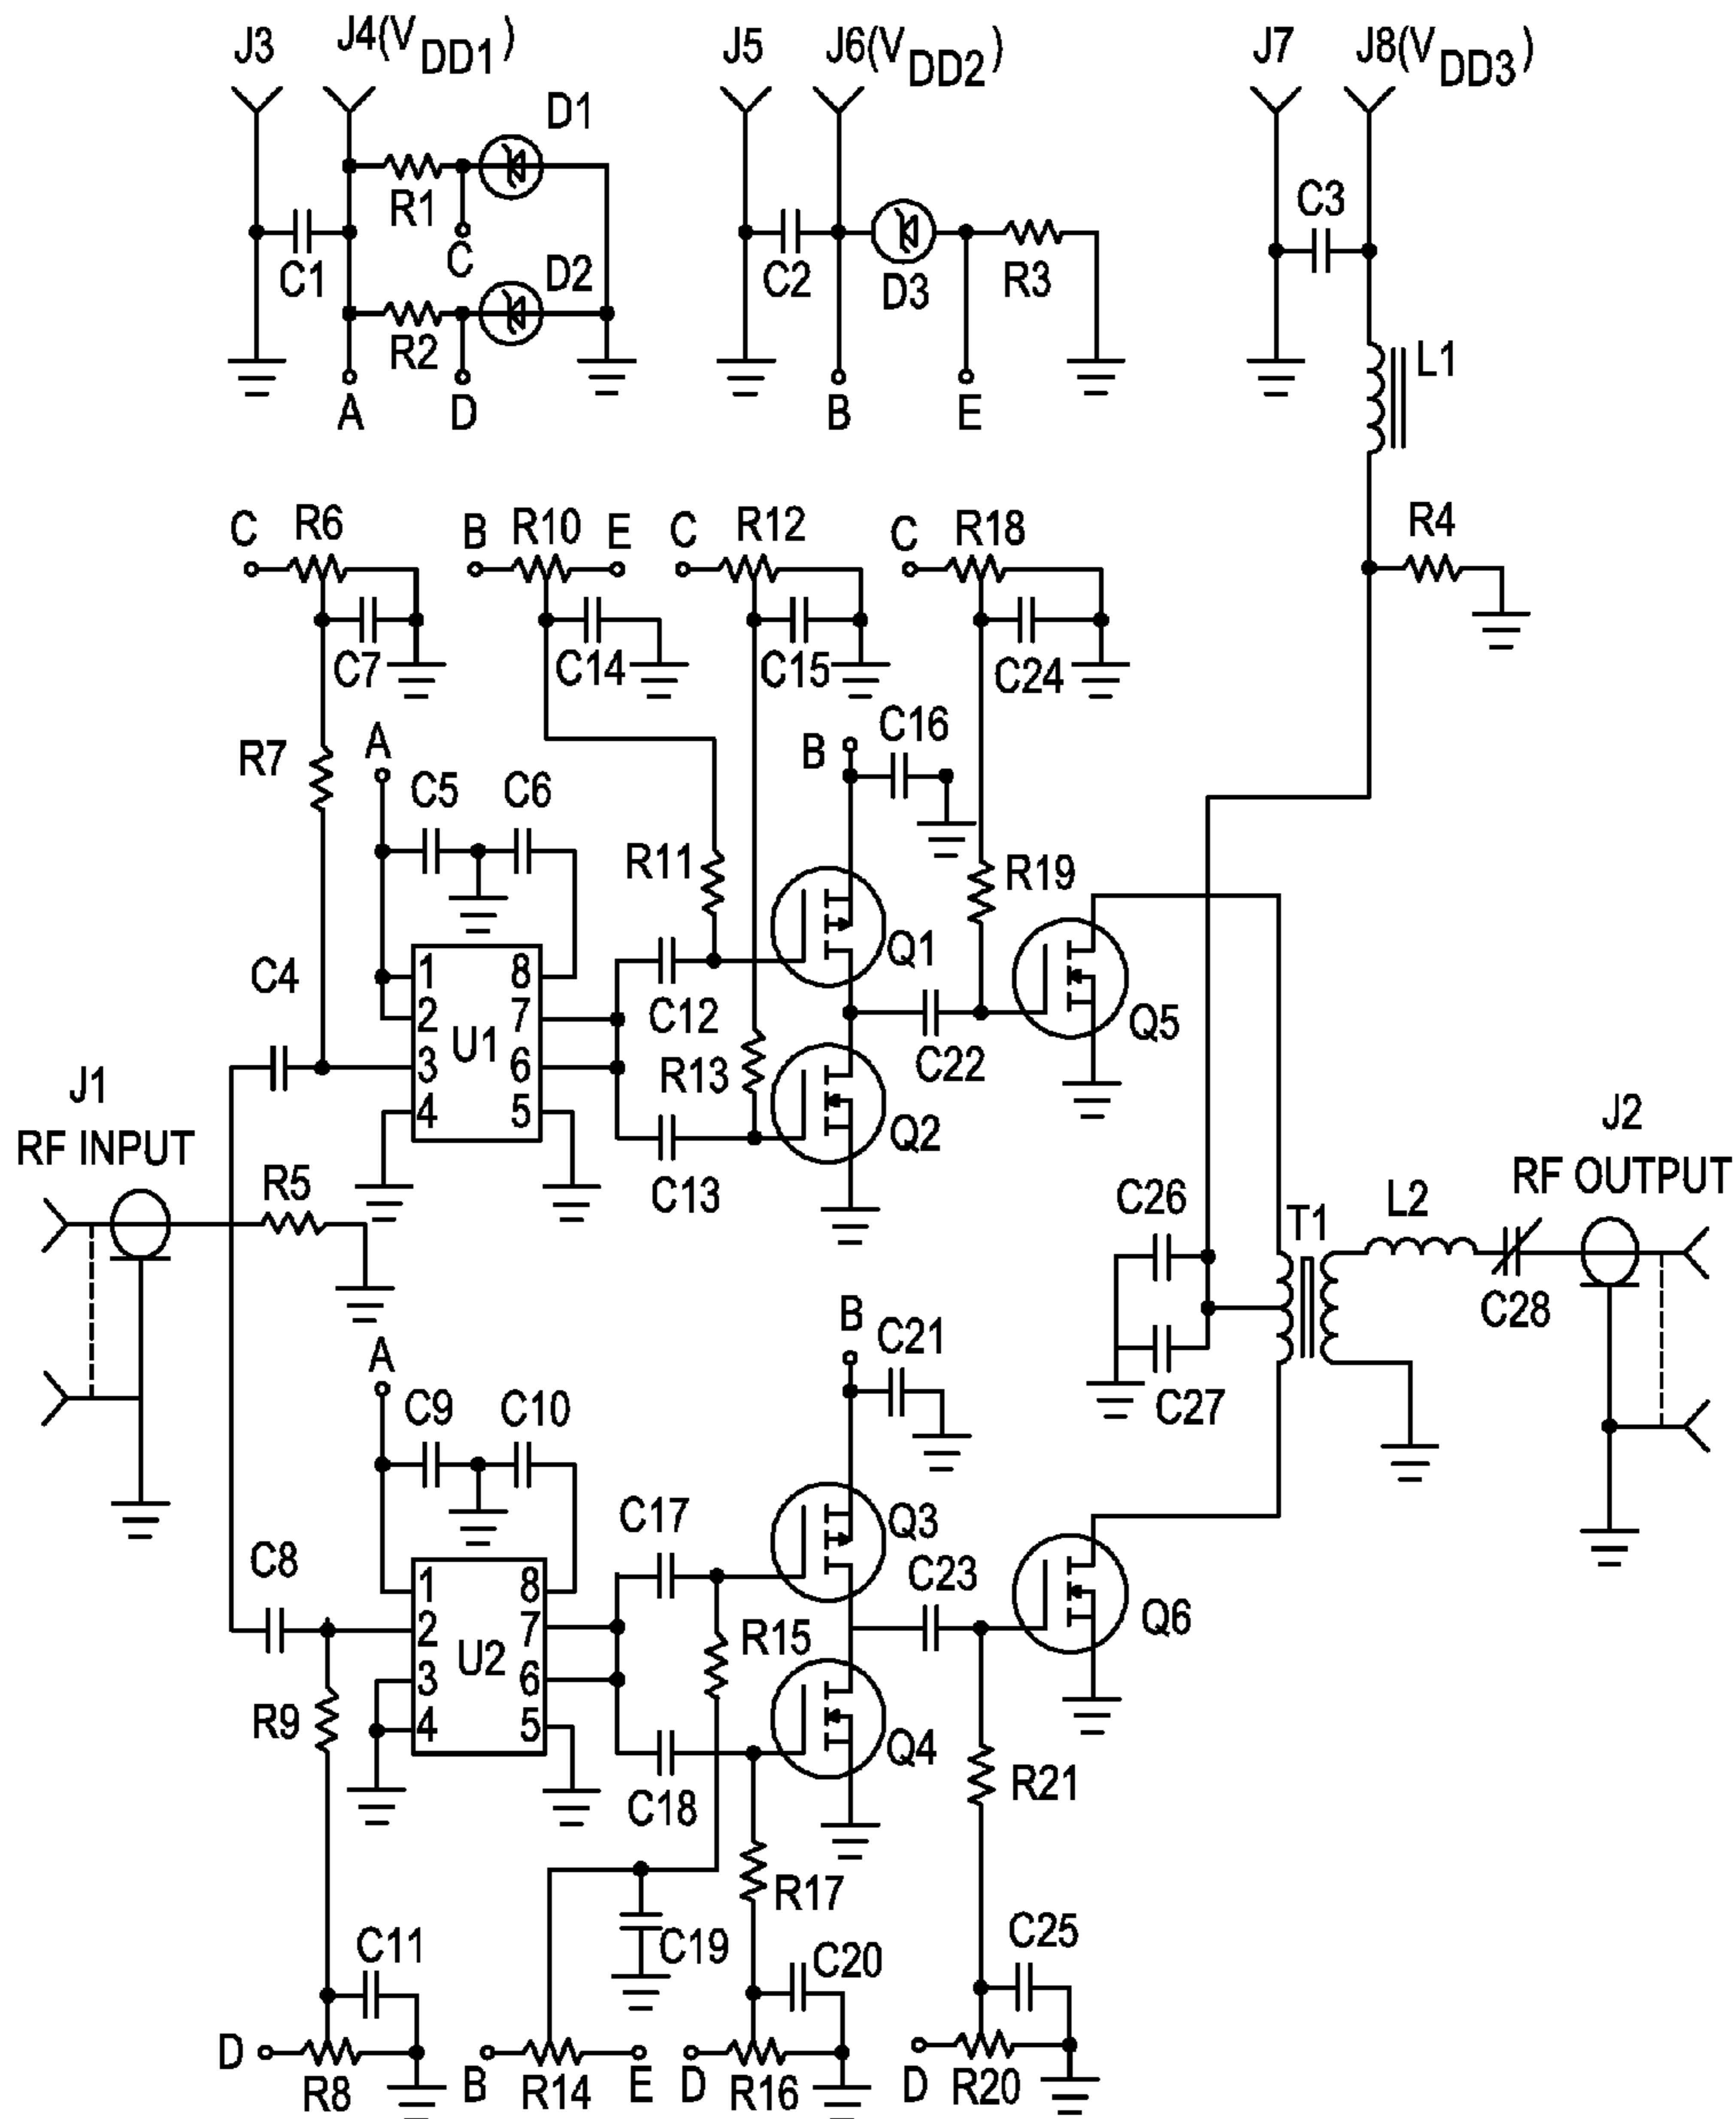 J3
J4(VDD1)
J5
J6(VDD2)
J7
J8(VDD3)
D1
R1
C
C1
D2
R2
A
D
C2
D3
R3
B
E
C3
L1
C
R6
B
R10
E
C
R12
C
R18
R4
C7
C14
C15
C24
R7
A
C5
C6
B
C16
R11
R19
Q1
C4
1
2
3
4
U1
8
7
6
5
C12
R13
C13
Q2
C22
Q5
J1
RF INPUT
R5
J2
RF OUTPUT
C26
T1
L2
C28
C27
A
C9
C10
B
C21
C17
Q3
C23
Q6
C8
1
2
3
4
U2
8
7
6
5
R15
R9
C18
Q4
R21
R17
C11
C19
C20
C25
D
R8
B
R14
E
D
R16
D
R20